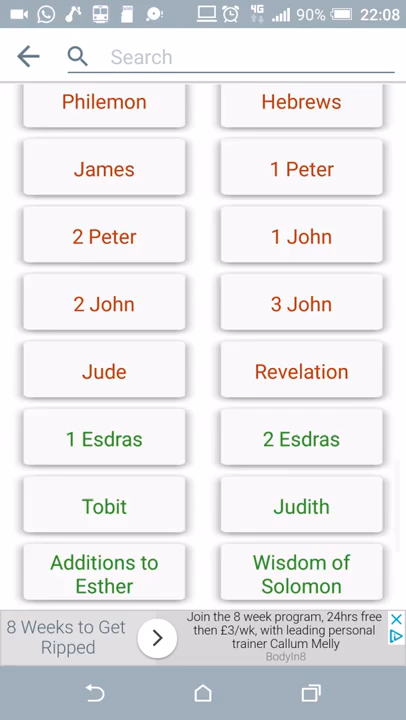 4G 90% 22:08
Search
Philemon
Hebrews
James
1 Peter
2 Peter
1 John
2 John
3 John
Jude
Revelation
1 Esdras
2 Esdras
Tobit
Judith
Additions to
Esther
Wisdom of
Solomon
8 Weeks to Get
Ripped
Join the 8 week program, 24hrs free
then £3/wk, with leading personal
trainer Callum Melly
BodyIn8